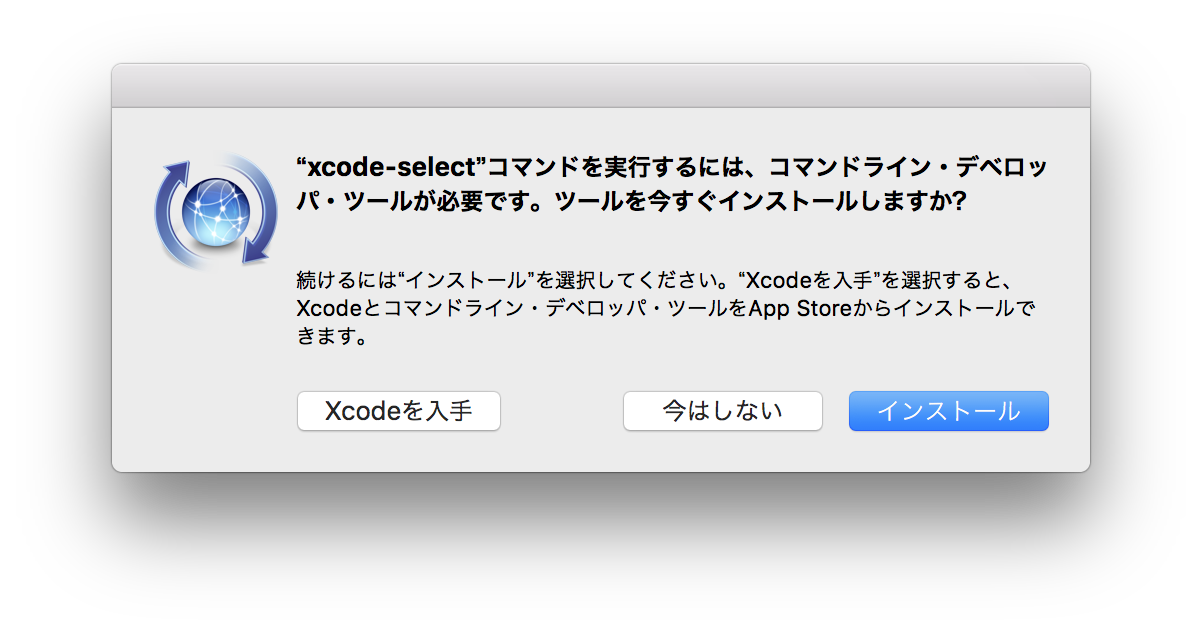 “xcode-select”コマンドを実行するには、コマンドライン・デベロッ
パ・ツールが必要です。ツールを今すぐインストールしますか?
続けるには“インストール”を選択してください。“Xcodeを入手”を選択すると、
Xcodeとコマンドライン・デベロッパ・ツールをApp Storeからインストールで
きます。
Xcodeを入手
今はしない
インストール